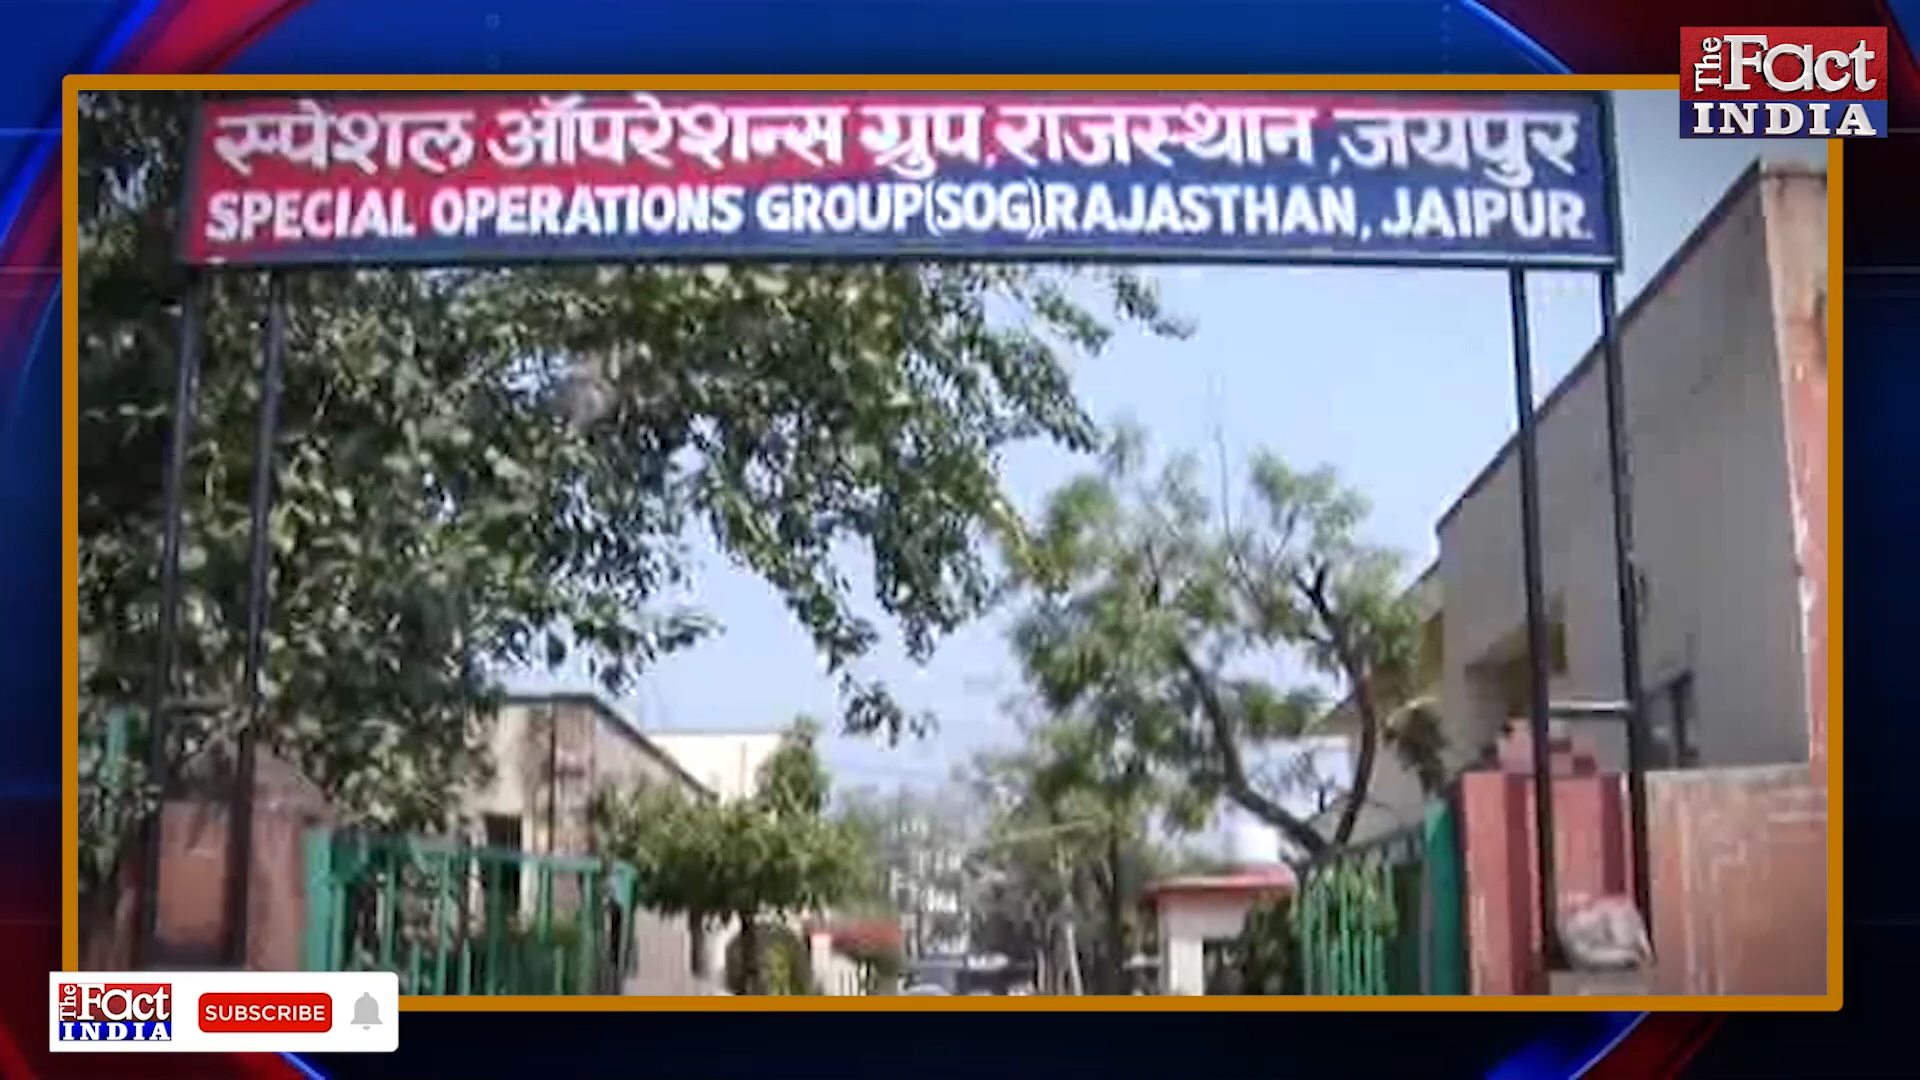 The Fact
INDIA
स्पेशल ऑपरेशन्स ग्रुप,राजस्थान,जयपुर
SPECIAL OPERATIONS GROUP(SOG),RAJASTHAN, JAIPUR.
The Fact
INDIA
SUBSCRIBE